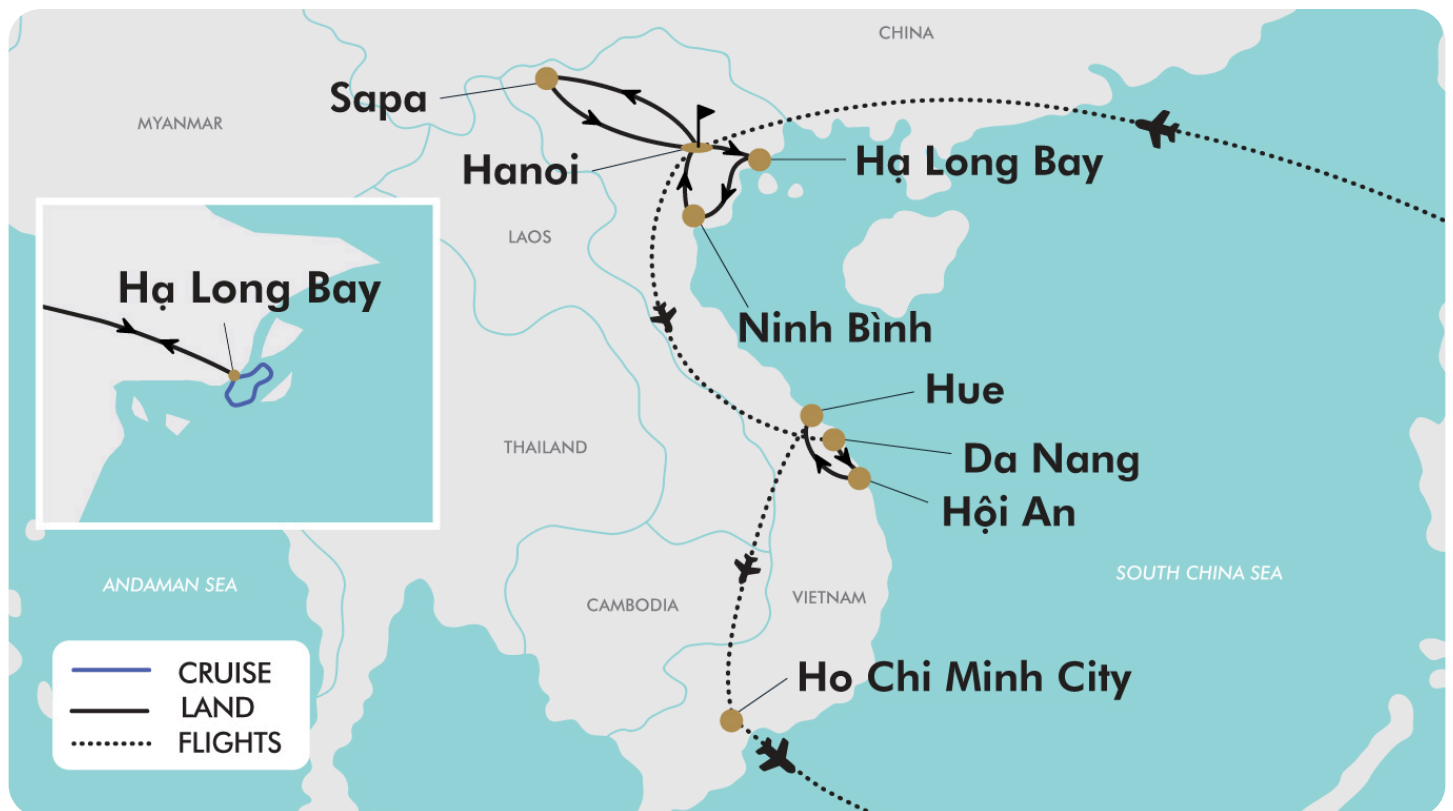 CHINA
Sapa
MYANMAR
Hanoi
Hạ Long Bay
LAOS
Hạ Long Bay
Ninh Bình
Hue
THAILAND
Da Nang
Hội An
ANDAMAN SEA
SOUTH CHINA SEA
CAMBODIA
VIETNAM
Ho Chi Minh City
CRUISE
LAND
FLIGHTS